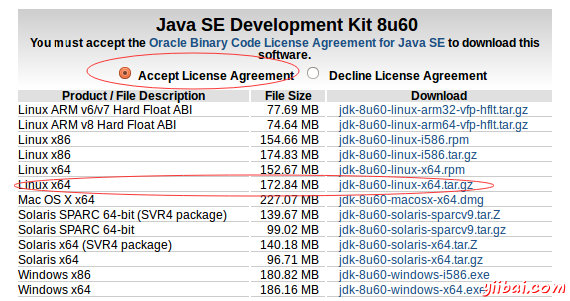 Java SE Development Kit 8u60
You must accept the Oracle Binary Code License Agreement for Java SE to download this
software.
Accept License Agreement Decline License Agreement
Product / File Description File Size Download
Linux ARM v6/v7 Hard Float ABI 77.69 MB jdk-8u60-linux-arm32-vfp-hflt.tar.gz
Linux ARM v8 Hard Float ABI 74.64 MB jdk-8u60-linux-arm64-vfp-hflt.tar.gz
Linux x86 154.66 MB jdk-8u60-linux-i586.rpm
Linux x86 174.83 MB jdk-8u60-linux-i586.tar.gz
Linux x64 152.67 MB jdk-8u60-linux-x64.rpm
Linux x64 172.84 MB jdk-8u60-linux-x64.tar.gz
Mac OS X x64 227.07 MB jdk-8u60-macosx-x64.dmg
Solaris SPARC 64-bit (SVR4 package) 139.67 MB jdk-8u60-solaris-sparcv9.tar.Z
Solaris SPARC 64-bit 99.02 MB jdk-8u60-solaris-sparcv9.tar.gz
Solaris x64 (SVR4 package) 140.18 MB jdk-8u60-solaris-x64.tar.Z
Solaris x64 96.71 MB jdk-8u60-solaris-x64.tar.gz
Windows x86 180.82 MB jdk-8u60-windows-i586.exe
Windows x64 186.16 MB jdk-8u60-windows-x64.exe
yiibai.com